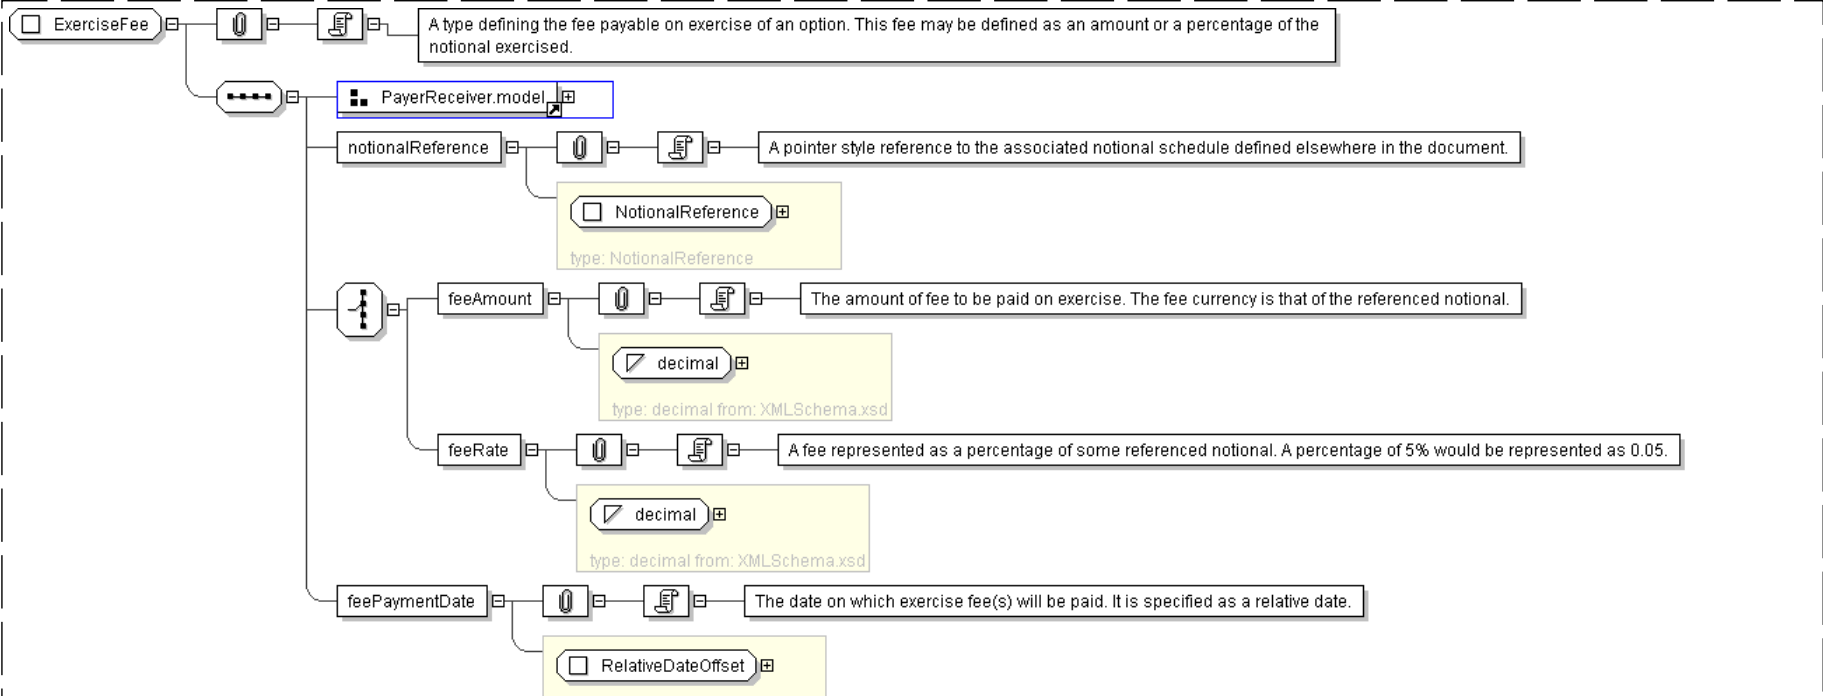 ExerciseFee
A type defining the fee payable on exercise of an option. This fee may be defined as an amount or a percentage of the
notional exercised.
PayerReceiver.model
notionalReference
A pointer style reference to the associated notional schedule defined elsewhere in the document.
NotionalReference
type: NotionalReference
feeAmount
The amount of fee to be paid on exercise. The fee currency is that of the referenced notional.
decimal
type: decimal from: XMLSchema.xsd
feeRate
A fee represented as a percentage of some referenced notional. A percentage of 5% would be represented as 0.05.
decimal
type: decimal from: XMLSchema.xsd
feePaymentDate
The date on which exercise fee(s) will be paid. It is specified as a relative date.
RelativeDateOffset